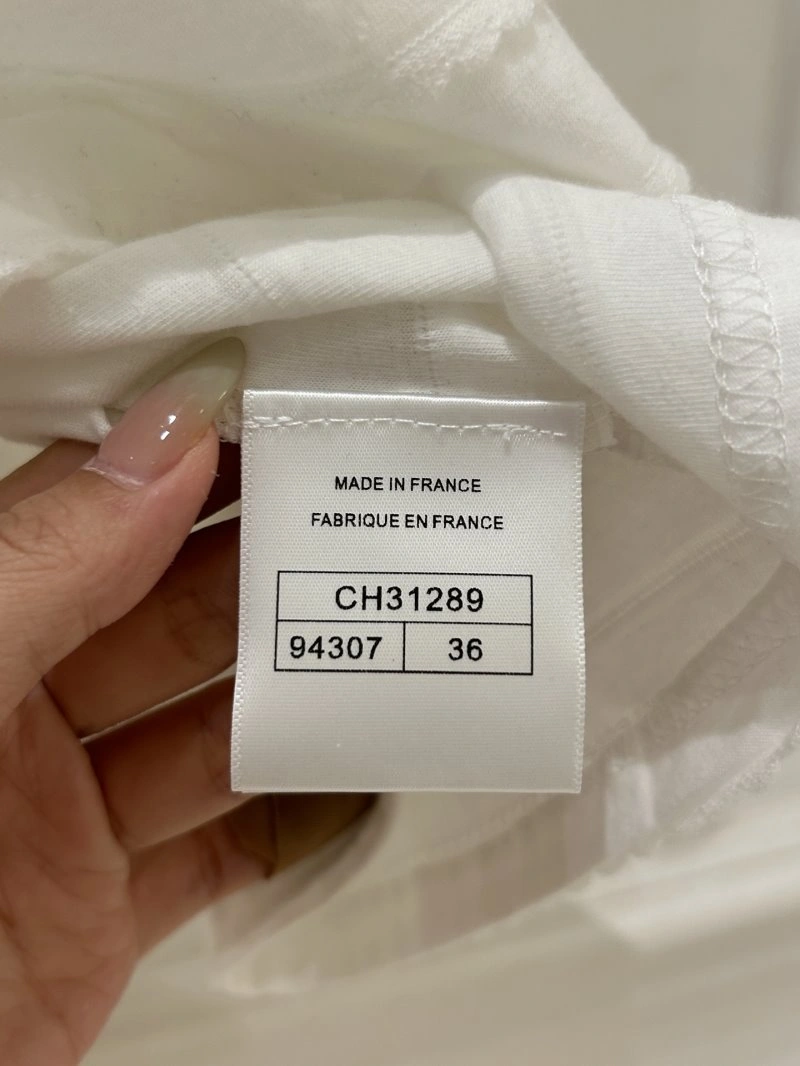 MADE IN FRANCE
FABRIQUE EN FRANCE
CH31289
94307 36